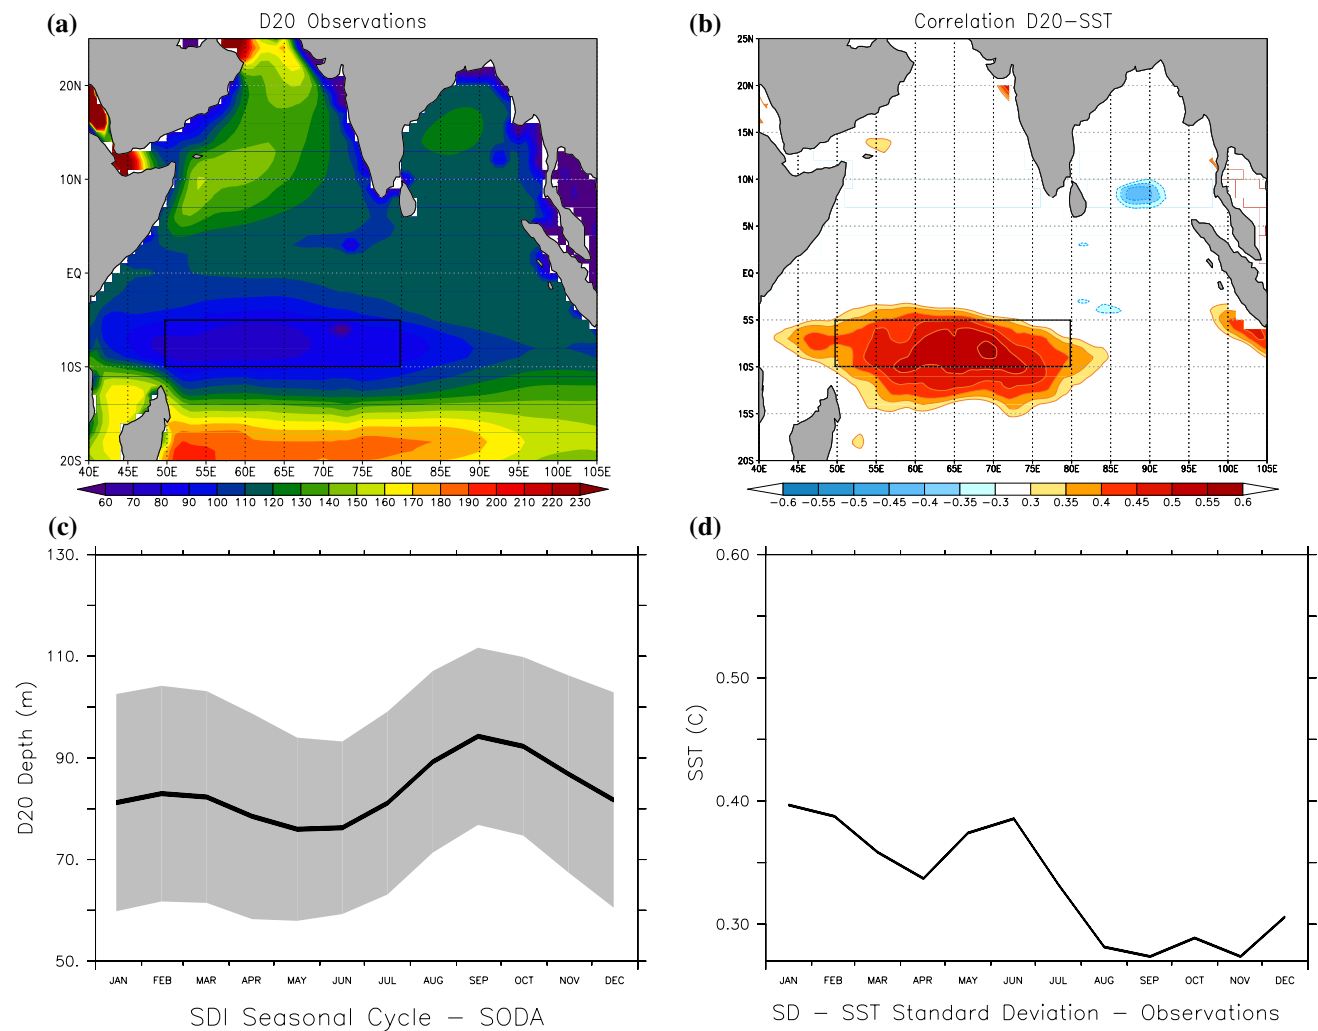 (a) D20 Observations
20N
10N
EQ
10S
20S
40E 45E 50E 55E 60E 65E 70E 75E 80E 85E 90E 95E 100E 105E
60 70 80 90 100 110 120 130 140 150 160 170 180 190 200 210 220 230
(b) Correlation D20-SST
25N
20N
15N
10N
5N
EQ
5S
10S
15S
20S
40E 45E 50E 55E 60E 65E 70E 75E 80E 85E 90E 95E 100E 105E
-0.6 -0.55 -0.5 -0.45 -0.4 -0.35 -0.3 0.3 0.35 0.4 0.45 0.5 0.55 0.6
(c)
130.
110.
90.
70.
50.
D20 Depth (m)
JAN FEB MAR APR MAY JUN JUL AUG SEP OCT NOV DEC
SDI Seasonal Cycle - SODA
(d)
0.60
0.50
0.40
0.30
SST (C)
JAN FEB MAR APR MAY JUN JUL AUG SEP OCT NOV DEC
SD - SST Standard Deviation - Observations